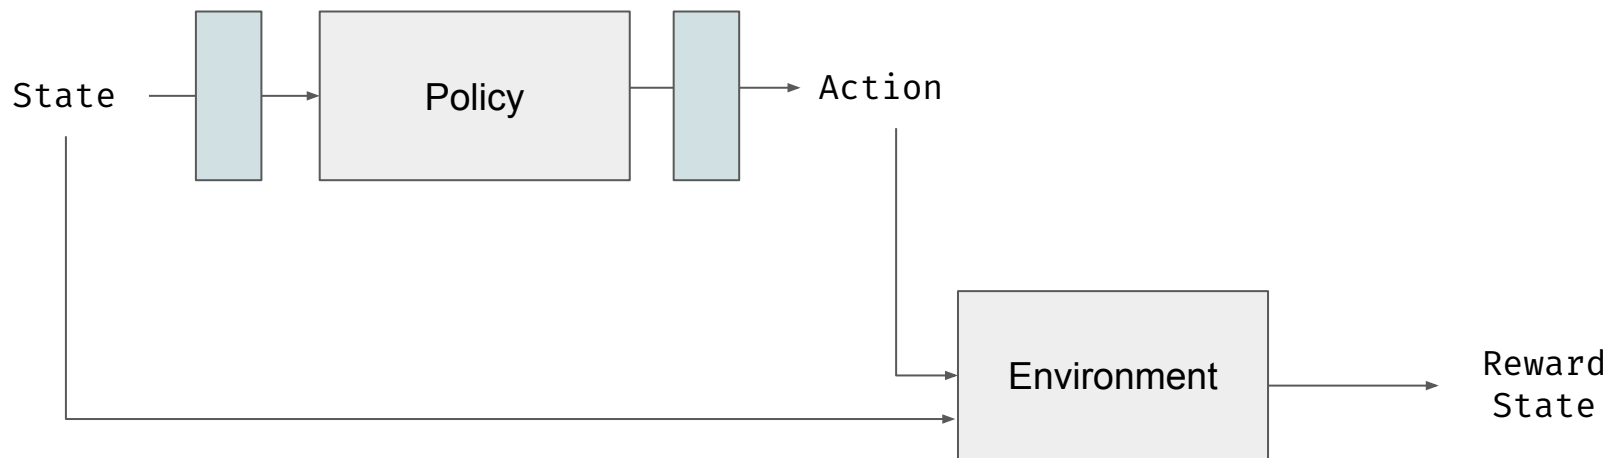 State
Policy
Action
Environment
Reward
State